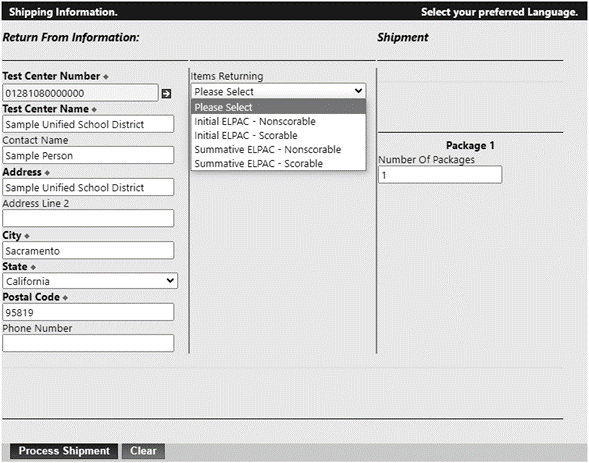 Shipping Information.
Select your preferred Language.
Return From Information:
Shipment
Test Center Number ◆
01281080000000
Test Center Name ◆
Sample Unified School District
Contact Name
Sample Person
Address ◆
Sample Unified School District
Address Line 2
City ◆
Sacramento
State ◆
California
Postal Code ◆
95819
Phone Number
Items Returning
Please Select
Please Select
Initial ELPAC - Nonscorable
Initial ELPAC - Scorable
Summative ELPAC - Nonscorable
Summative ELPAC - Scorable
Package 1
Number Of Packages
1
Process Shipment
Clear